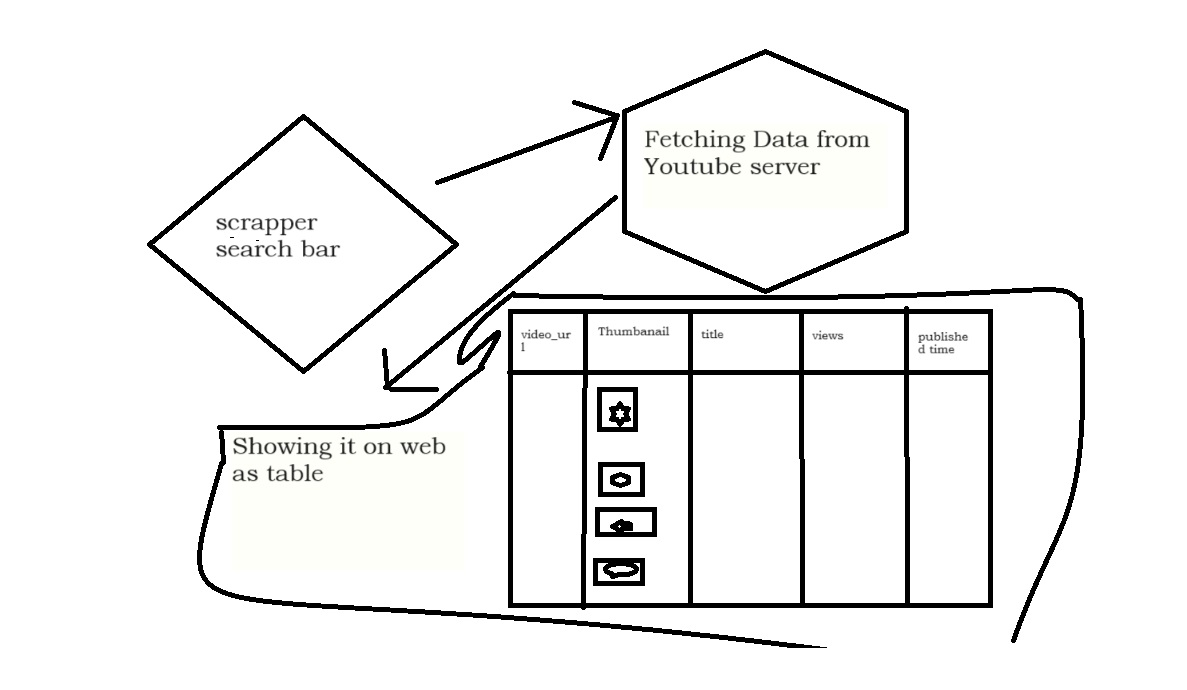 Fetching Data from
Youtube server
scrapper
search bar
video_ur
l
Thumbanail
title
views
publishe
d time
Showing it on web
as table